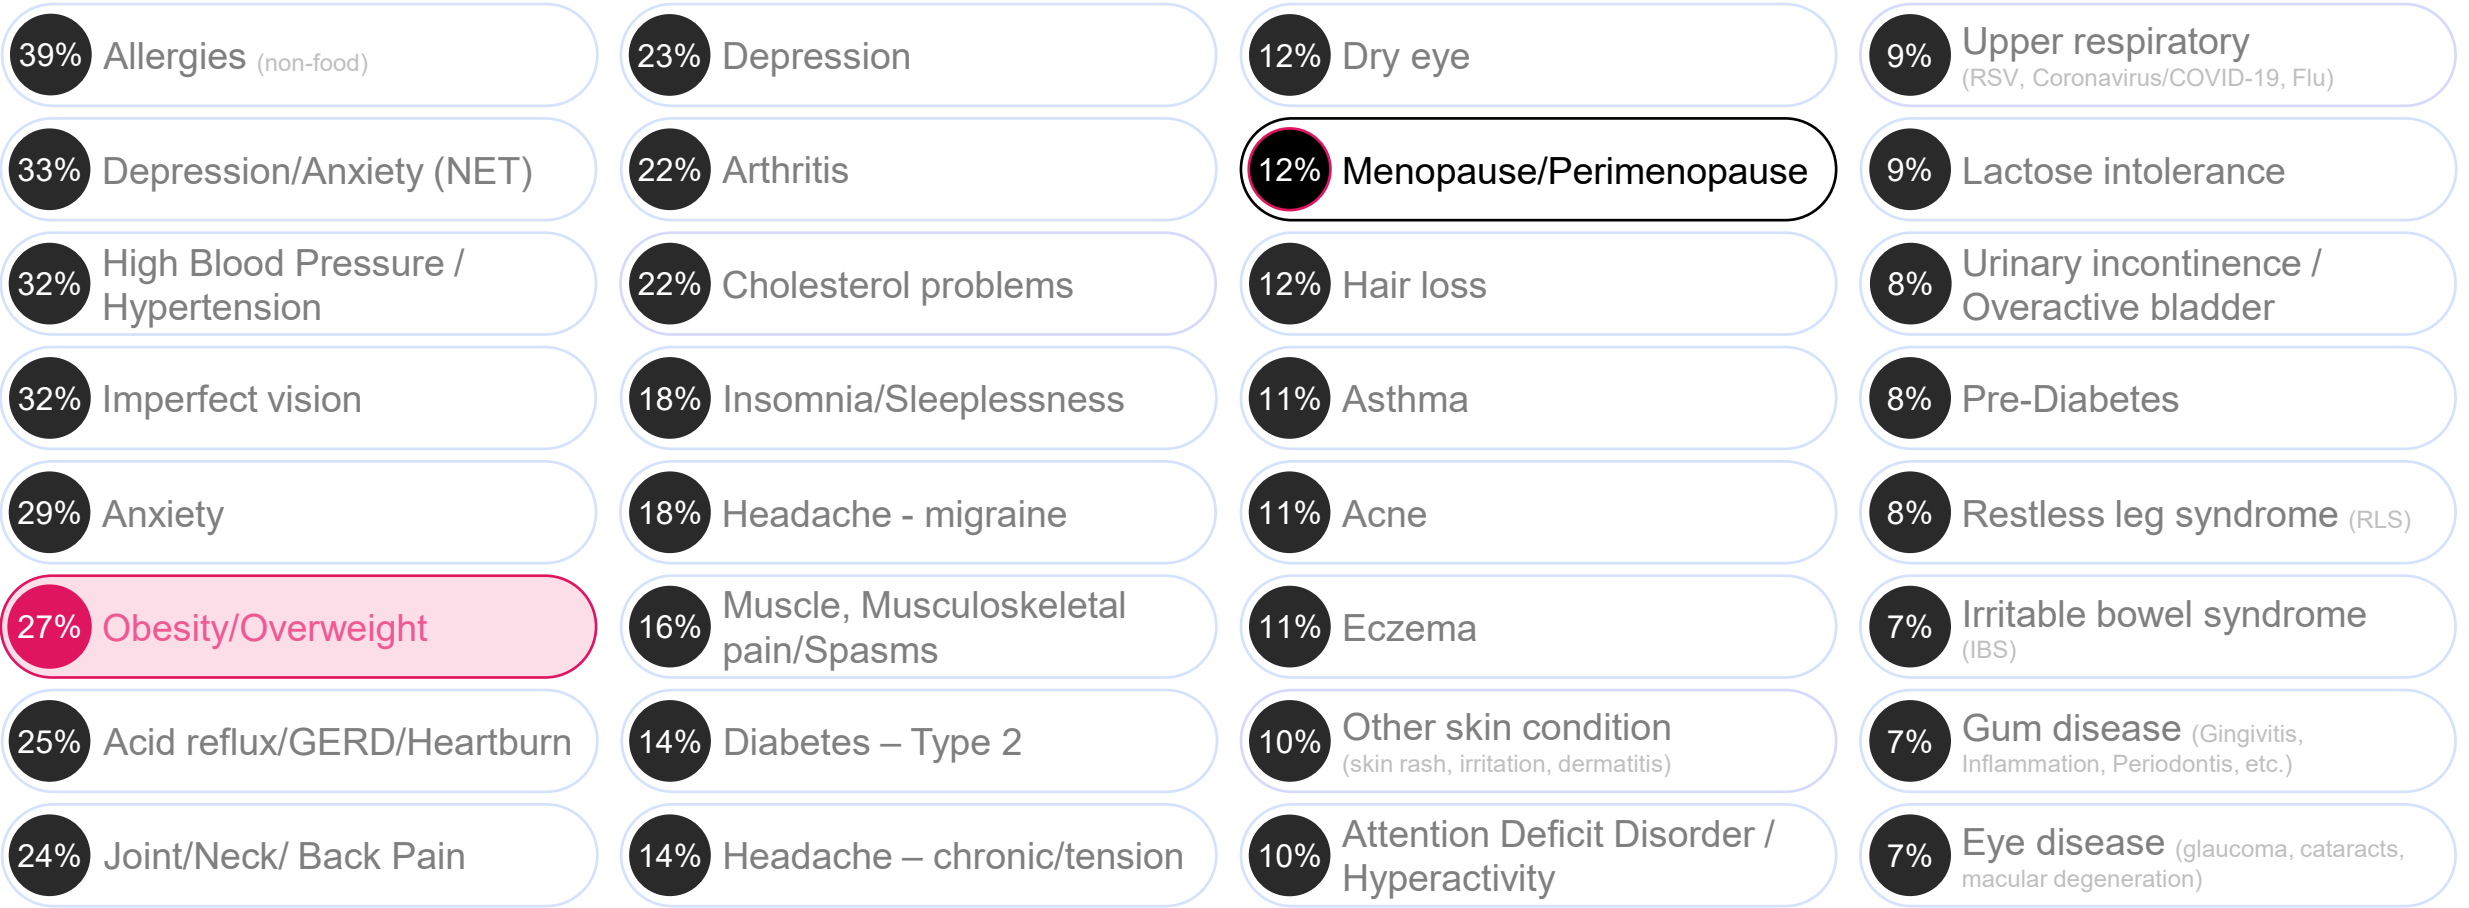 39% Allergies (non-food)
33% Depression/Anxiety (NET)
32% High Blood Pressure /
Hypertension
32% Imperfect vision
29% Anxiety
27% Obesity/Overweight
25% Acid reflux/GERD/Heartburn
24% Joint/Neck/ Back Pain
23% Depression
22% Arthritis
22% Cholesterol problems
18% Insomnia/Sleeplessness
18% Headache - migraine
16% Muscle, Musculoskeletal
pain/Spasms
14% Diabetes – Type 2
14% Headache – chronic/tension
12% Dry eye
12% Menopause/Perimenopause
12% Hair loss
11% Asthma
11% Acne
11% Eczema
10% Other skin condition
(skin rash, irritation, dermatitis)
10% Attention Deficit Disorder /
Hyperactivity
9% Upper respiratory
(RSV, Coronavirus/COVID-19, Flu)
9% Lactose intolerance
8% Urinary incontinence /
Overactive bladder
8% Pre-Diabetes
8% Restless leg syndrome (RLS)
7% Irritable bowel syndrome
(IBS)
7% Gum disease (Gingivitis,
Inflammation, Periodontis, etc.)
7% Eye disease (glaucoma, cataracts,
macular degeneration)